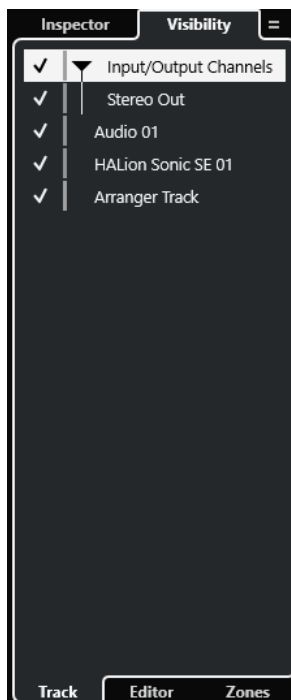 Inspector Visibility
Input/Output Channels
Stereo Out
Audio 01
HALion Sonic SE 01
Arranger Track
Track Editor Zones